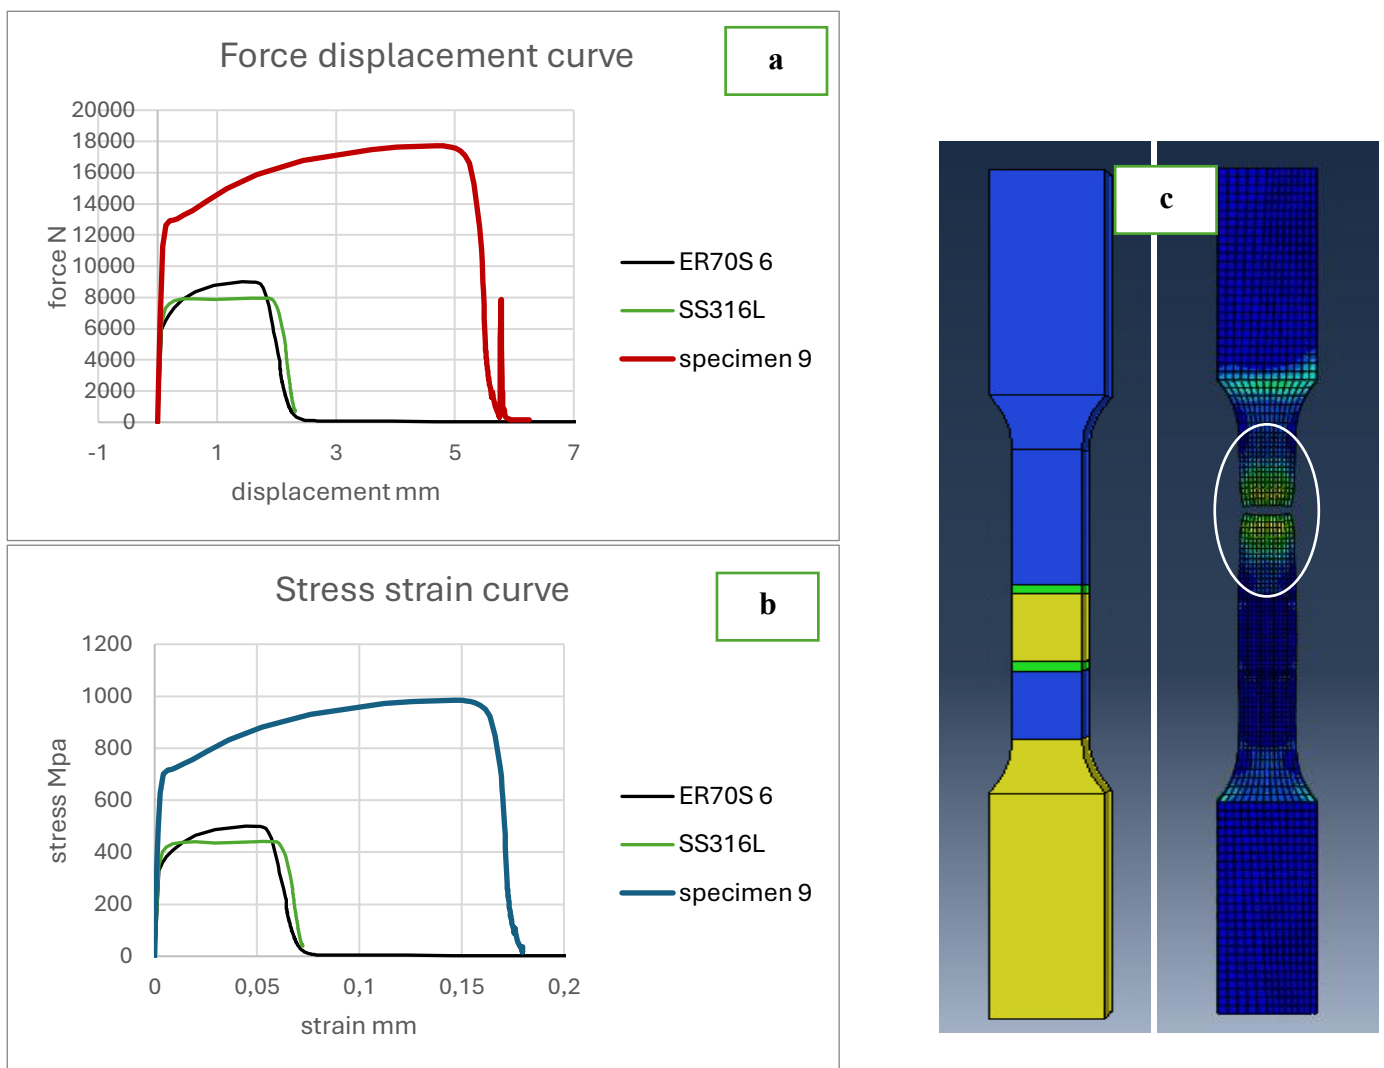 Force displacement curve
a
20000
18000
16000
14000
12000
10000
8000
6000
4000
2000
0
force N
-1 1 3 5 7
displacement mm
ER70S 6
SS316L
specimen 9
Stress strain curve
b
1200
1000
800
600
400
200
0
stress Mpa
0 0,05 0,1 0,15 0,2
strain mm
ER70S 6
SS316L
specimen 9
c